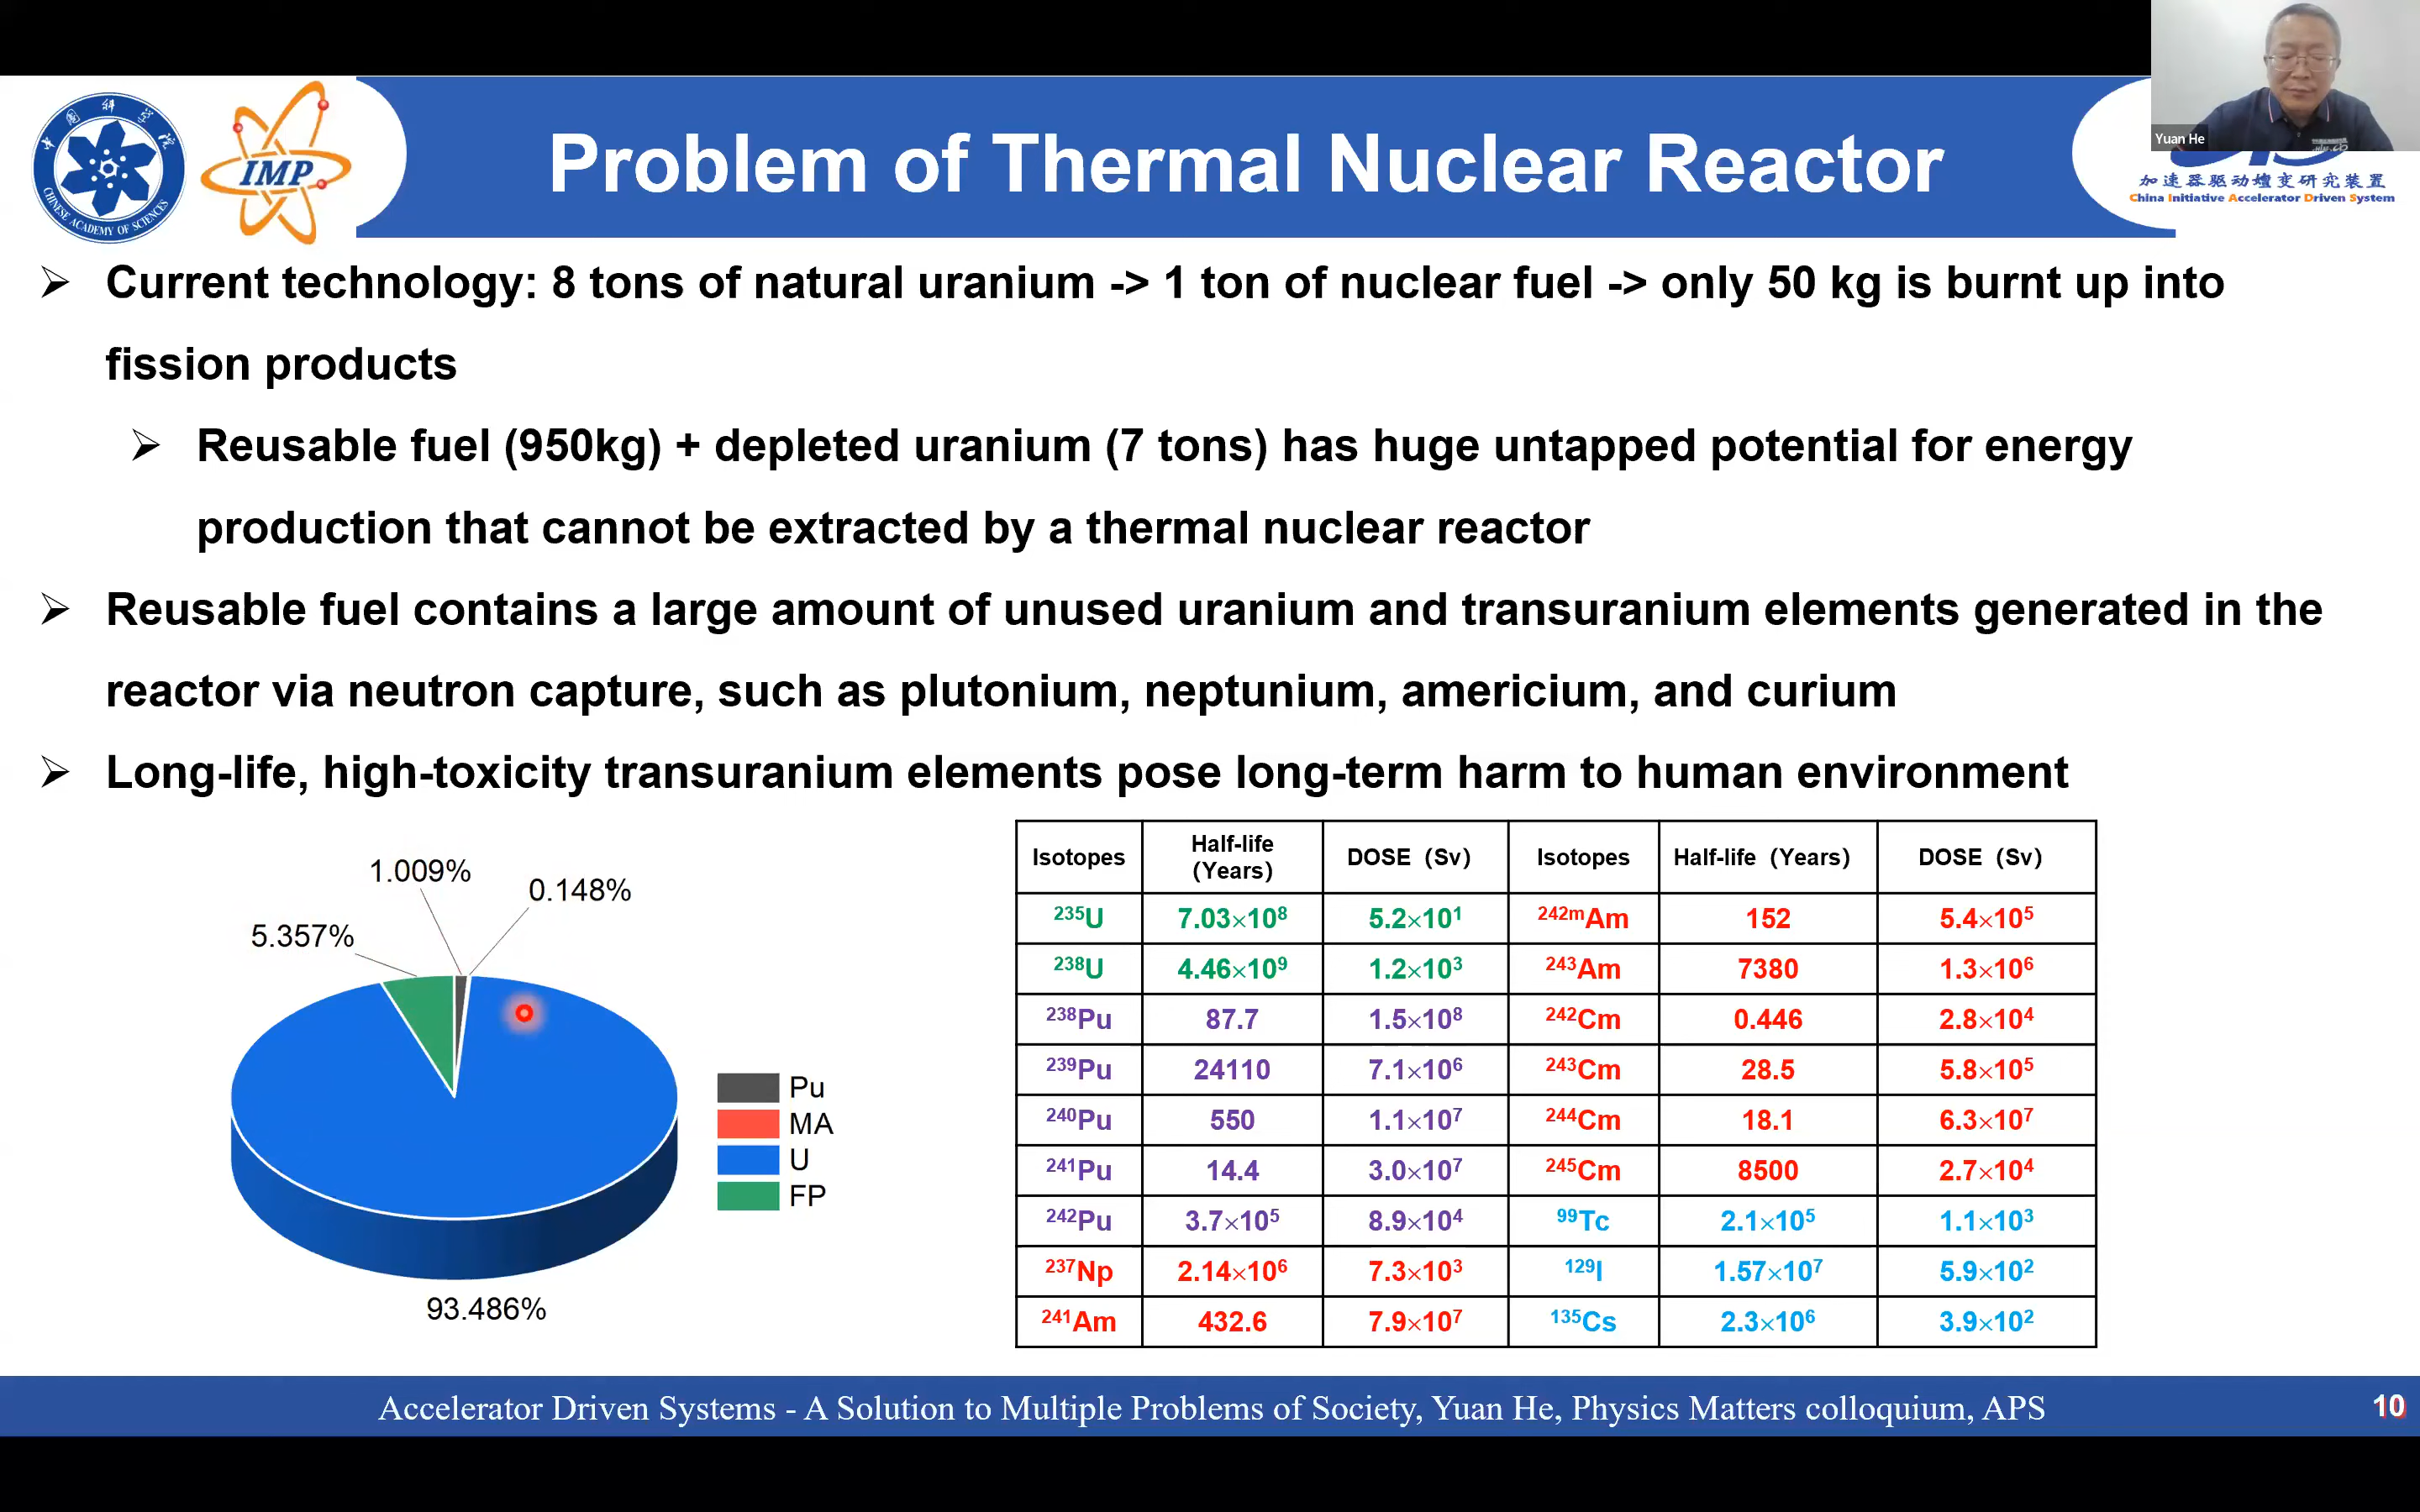 Yuan He
中国科学院
CHINESE ACADEMY OF SCIENCES
IMP
Problem of Thermal Nuclear Reactor
加速器驱动嬗变研究装置
China Initiative Accelerator Driven System
➢ Current technology: 8 tons of natural uranium -> 1 ton of nuclear fuel -> only 50 kg is burnt up into
fission products
➢ Reusable fuel (950kg) + depleted uranium (7 tons) has huge untapped potential for energy
production that cannot be extracted by a thermal nuclear reactor
➢ Reusable fuel contains a large amount of unused uranium and transuranium elements generated in the
reactor via neutron capture, such as plutonium, neptunium, americium, and curium
➢ Long-life, high-toxicity transuranium elements pose long-term harm to human environment
1.009%
0.148%
5.357%
93.486%
Pu
MA
U
FP
Isotopes Half-life (Years) DOSE（Sv） Isotopes Half-life（Years） DOSE（Sv）
²³⁵U 7.03×10⁸ 5.2×10¹ ²⁴²ᵐAm 152 5.4×10⁵
²³⁸U 4.46×10⁹ 1.2×10³ ²⁴³Am 7380 1.3×10⁶
²³⁸Pu 87.7 1.5×10⁸ ²⁴²Cm 0.446 2.8×10⁴
²³⁹Pu 24110 7.1×10⁶ ²⁴³Cm 28.5 5.8×10⁵
²⁴⁰Pu 550 1.1×10⁷ ²⁴⁴Cm 18.1 6.3×10⁷
²⁴¹Pu 14.4 3.0×10⁷ ²⁴⁵Cm 8500 2.7×10⁴
²⁴²Pu 3.7×10⁵ 8.9×10⁴ ⁹⁹Tc 2.1×10⁵ 1.1×10³
²³⁷Np 2.14×10⁶ 7.3×10³ ¹²⁹I 1.57×10⁷ 5.9×10²
²⁴¹Am 432.6 7.9×10⁷ ¹³⁵Cs 2.3×10⁶ 3.9×10²
Accelerator Driven Systems - A Solution to Multiple Problems of Society, Yuan He, Physics Matters colloquium, APS
10